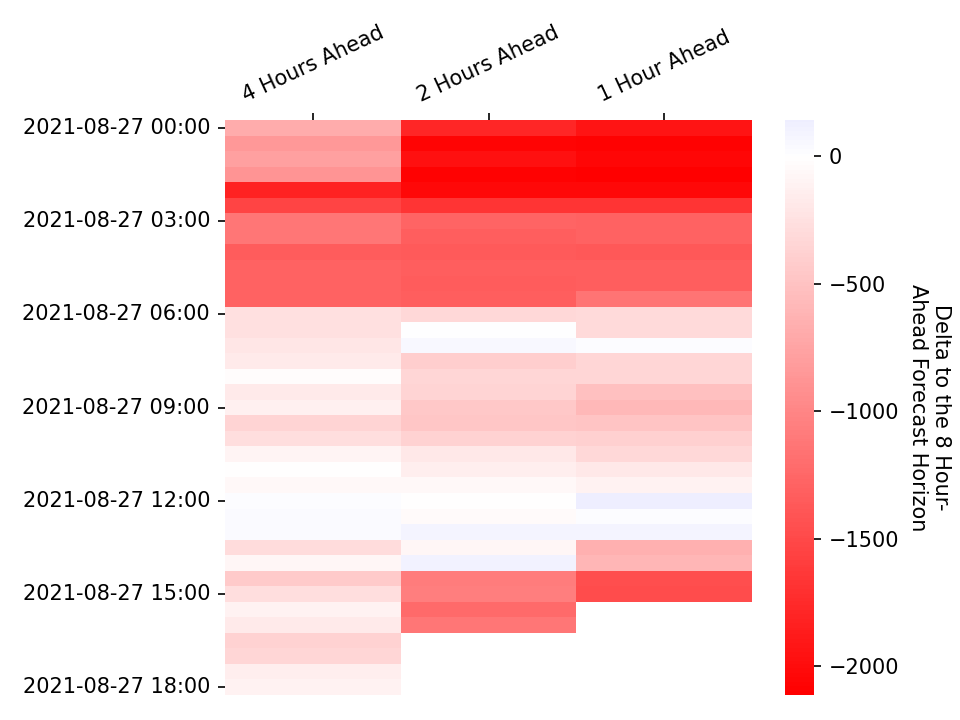 4 Hours Ahead
2 Hours Ahead
1 Hour Ahead
2021-08-27 00:00
2021-08-27 03:00
2021-08-27 06:00
2021-08-27 09:00
2021-08-27 12:00
2021-08-27 15:00
2021-08-27 18:00
0
−500
−1000
−1500
−2000
Delta to the 8 Hour-
Ahead Forecast Horizon